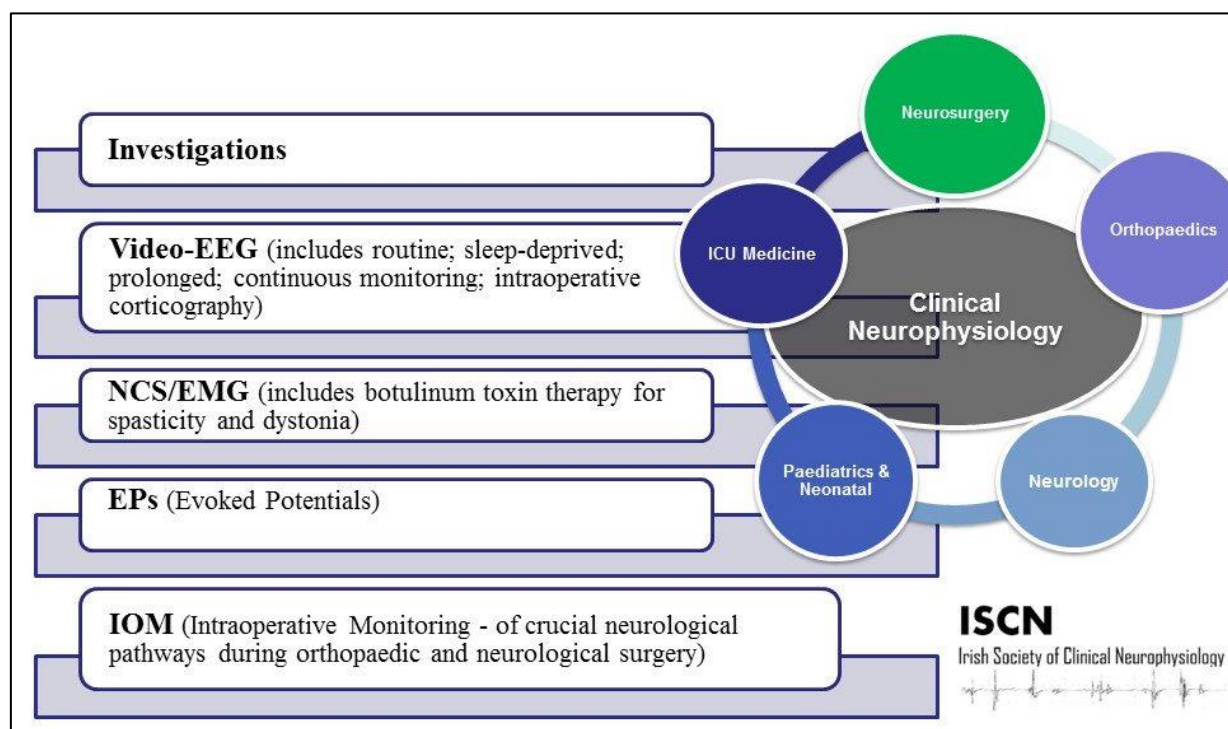 Investigations
Video-EEG (includes routine; sleep-deprived;
prolonged; continuous monitoring; intraoperative
corticography)
NCS/EMG (includes botulinum toxin therapy for
spasticity and dystonia)
EPs (Evoked Potentials)
IOM (Intraoperative Monitoring - of crucial neurological
pathways during orthopaedic and neurological surgery)
Neurosurgery
Orthopaedics
ICU Medicine
Clinical
Neurophysiology
Paediatrics &
Neonatal
Neurology
ISCN
Irish Society of Clinical Neurophysiology